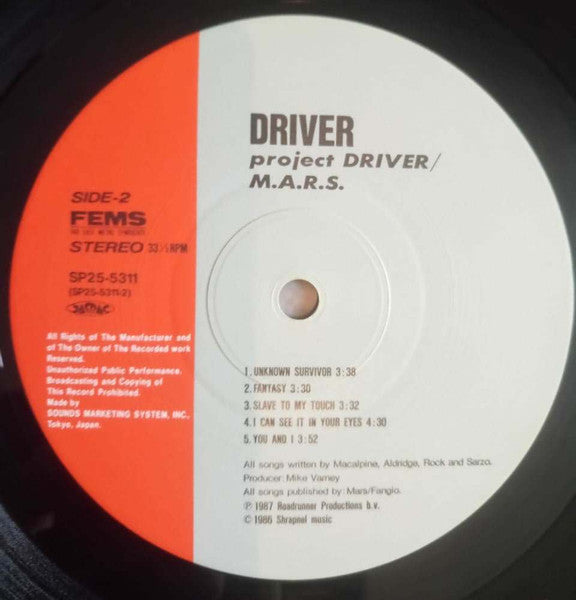 DRIVER
project DRIVER/
M.A.R.S.
SIDE-2
FEMS
FAR EAST METAL SYNDICATE
STEREO 33⅓RPM
SP25-5311
(SP25-5311-2)
JASRAC
All Rights of The Manufacturer and
of The Owner of The Recorded work
Reserved.
Unauthorized Public Performance.
Broadcasting and Copying of
This Record Prohibited.
Made by
SOUNDS MARKETING SYSTEM, INC.
Tokyo, Japan.
1. UNKNOWN SURVIVOR 3:38
2. FANTASY 3:30
3. SLAVE TO MY TOUCH 3:32
4. I CAN SEE IT IN YOUR EYES 4:30
5. YOU AND I 3:52
All songs written by Macalpine, Aldridge, Rock and Sarzo.
Producer: Mike Varney
All songs published by: Mars/Fangio.
Ⓟ 1987 Roadrunner Productions b.v.
© 1986 Shrapnel music